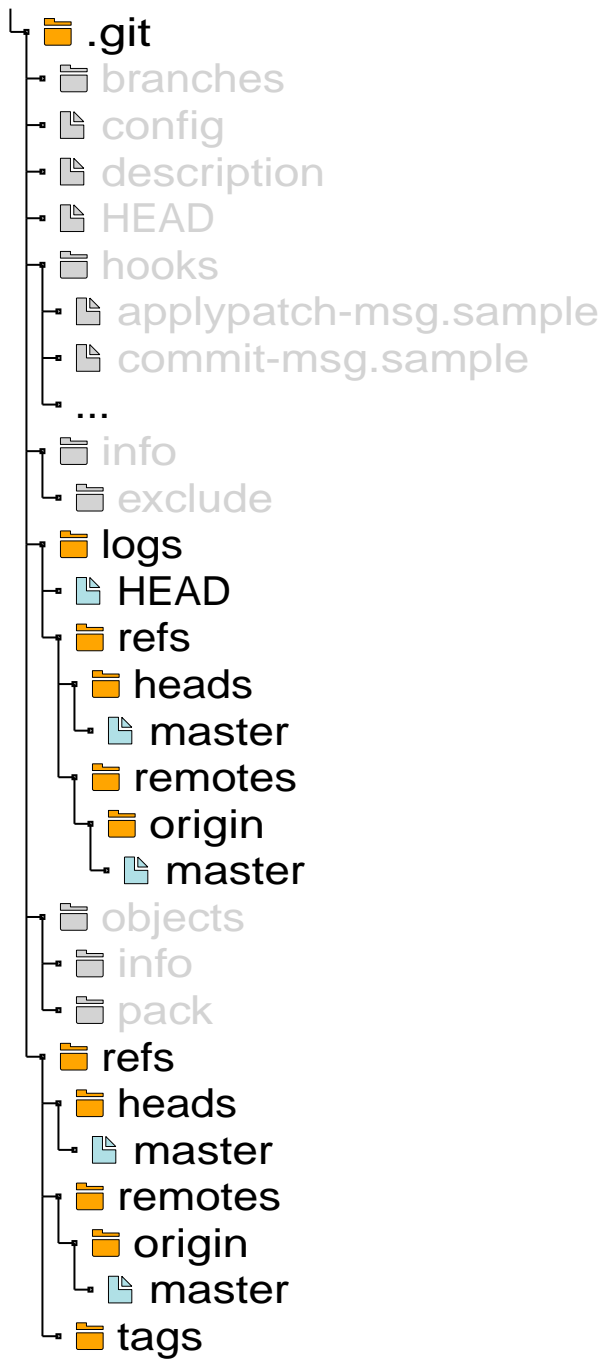 .git
branches
config
description
HEAD
hooks
applypatch-msg.sample
commit-msg.sample
...
info
exclude
logs
HEAD
refs
heads
master
remotes
origin
master
objects
info
pack
refs
heads
master
remotes
origin
master
tags